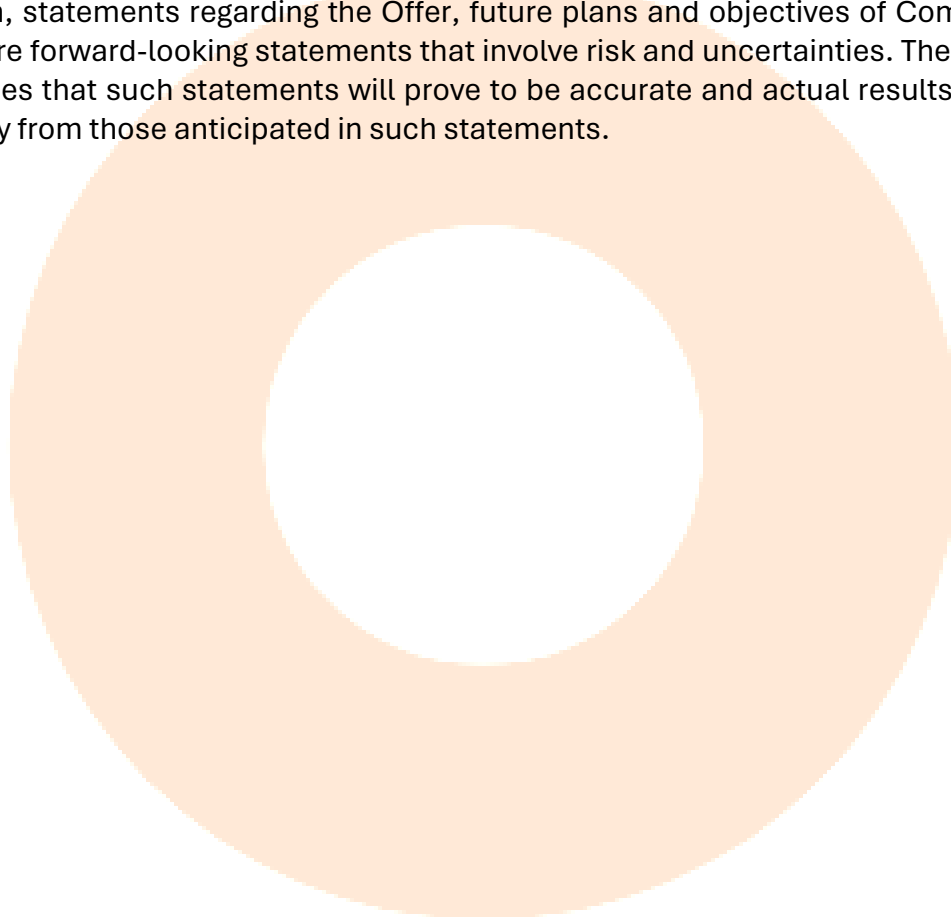 , statements regarding the Offer, future plans and objectives of Com
re forward-looking statements that involve risk and uncertainties. The
es that such statements will prove to be accurate and actual results
y from those anticipated in such statements.